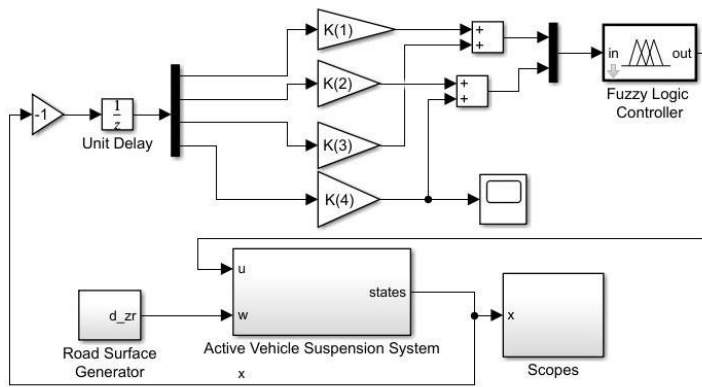 K(1)
+
+
in
out
Fuzzy Logic
Controller
-1
1
z
Unit Delay
K(2)
+
+
K(3)
K(4)
u
w
states
Active Vehicle Suspension System
d_zr
Road Surface
Generator
x
Scopes
x